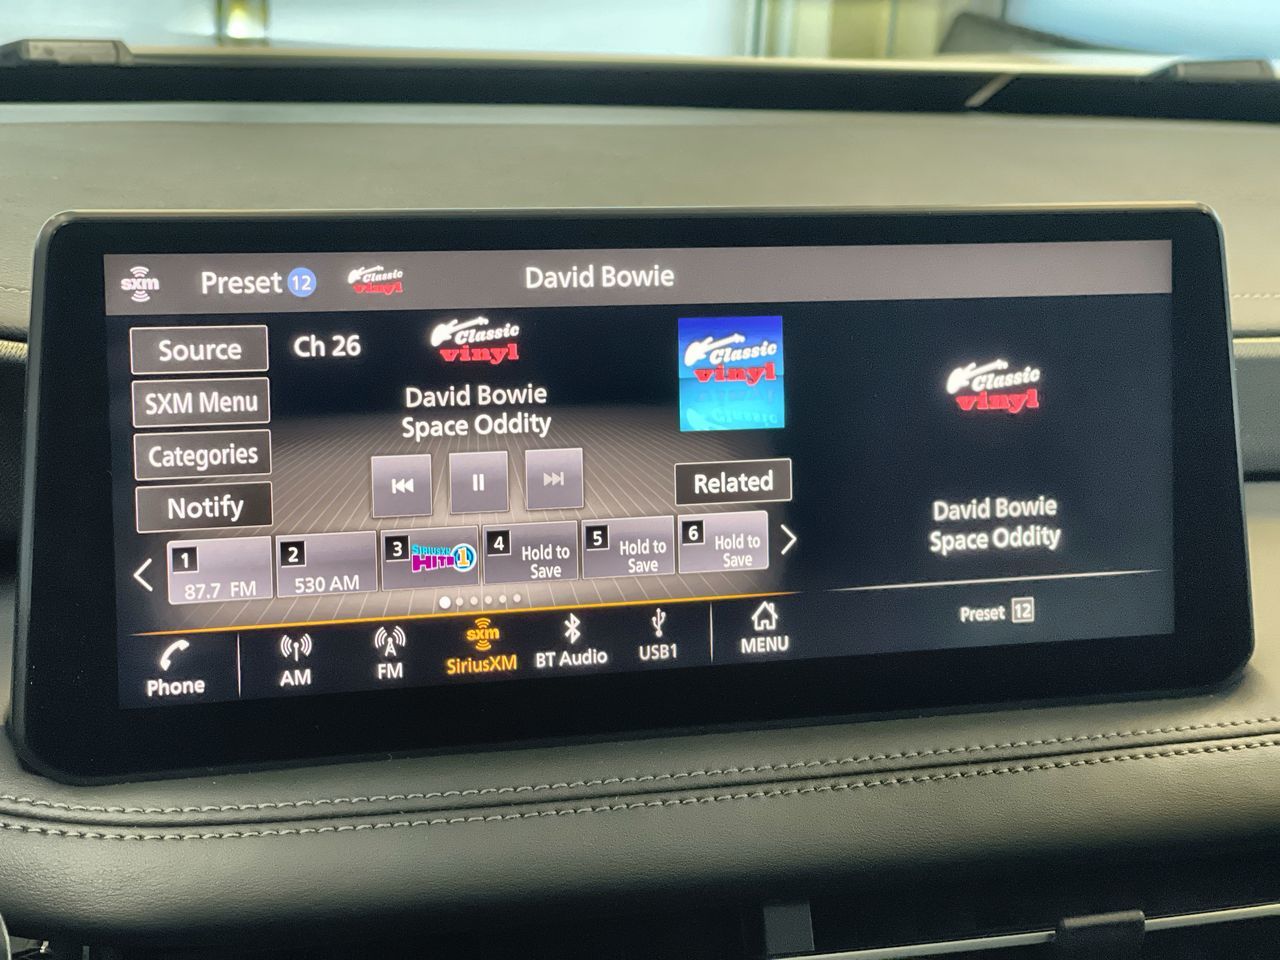 sxm
Preset 12
Classic
vinyl
David Bowie
Source
Ch 26
Classic
vinyl
Classic
vinyl
Classic
vinyl
SXM Menu
David Bowie
Space Oddity
Categories
Notify
Related
David Bowie
Space Oddity
1
87.7 FM
2
530 AM
3
SIRIUSXM
HITS 1
4
Hold to
Save
5
Hold to
Save
6
Hold to
Save
Preset 12
Phone
AM
FM
sxm
SiriusXM
BT Audio
USB1
MENU